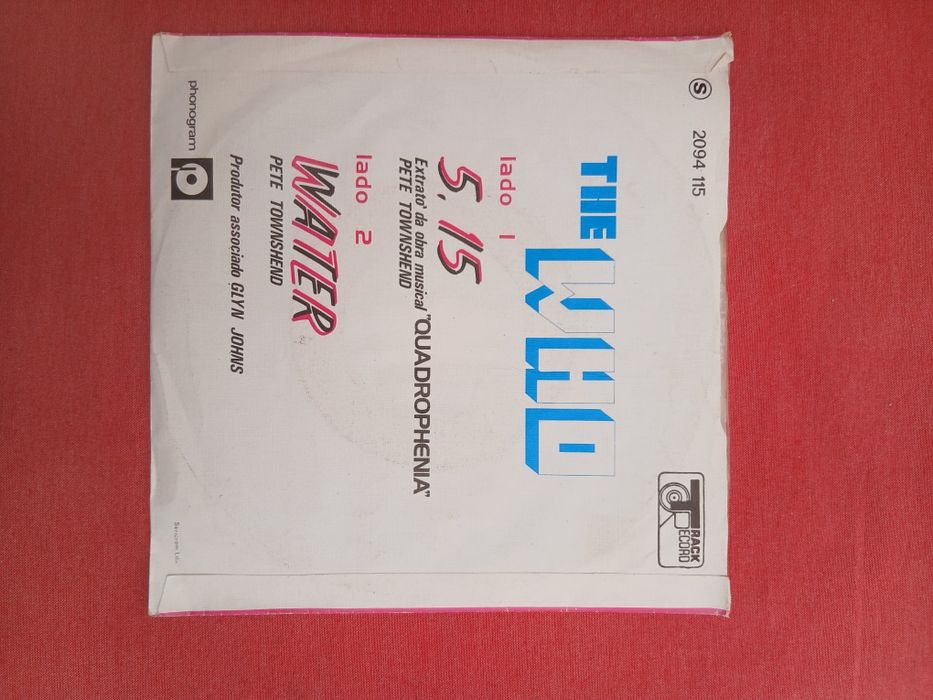 S 2094 115
TRACK
RECORD
THE WHO
lado 1
5.15
Extrato' da obra musical "QUADROPHENIA"
PETE TOWNSHEND
lado 2
WATER
PETE TOWNSHEND
Produtor associado GLYN JOHNS
phonogram